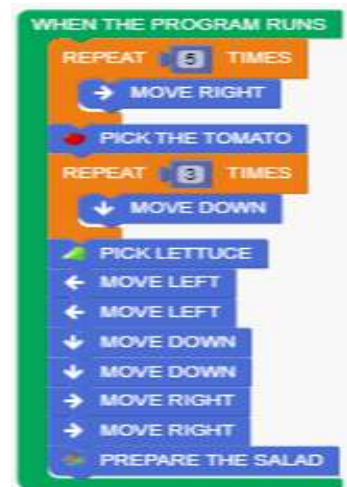 WHEN THE PROGRAM RUNS
REPEAT 5 TIMES
MOVE RIGHT
PICK THE TOMATO
REPEAT 3 TIMES
MOVE DOWN
PICK LETTUCE
MOVE LEFT
MOVE LEFT
MOVE DOWN
MOVE DOWN
MOVE RIGHT
MOVE RIGHT
PREPARE THE SALAD